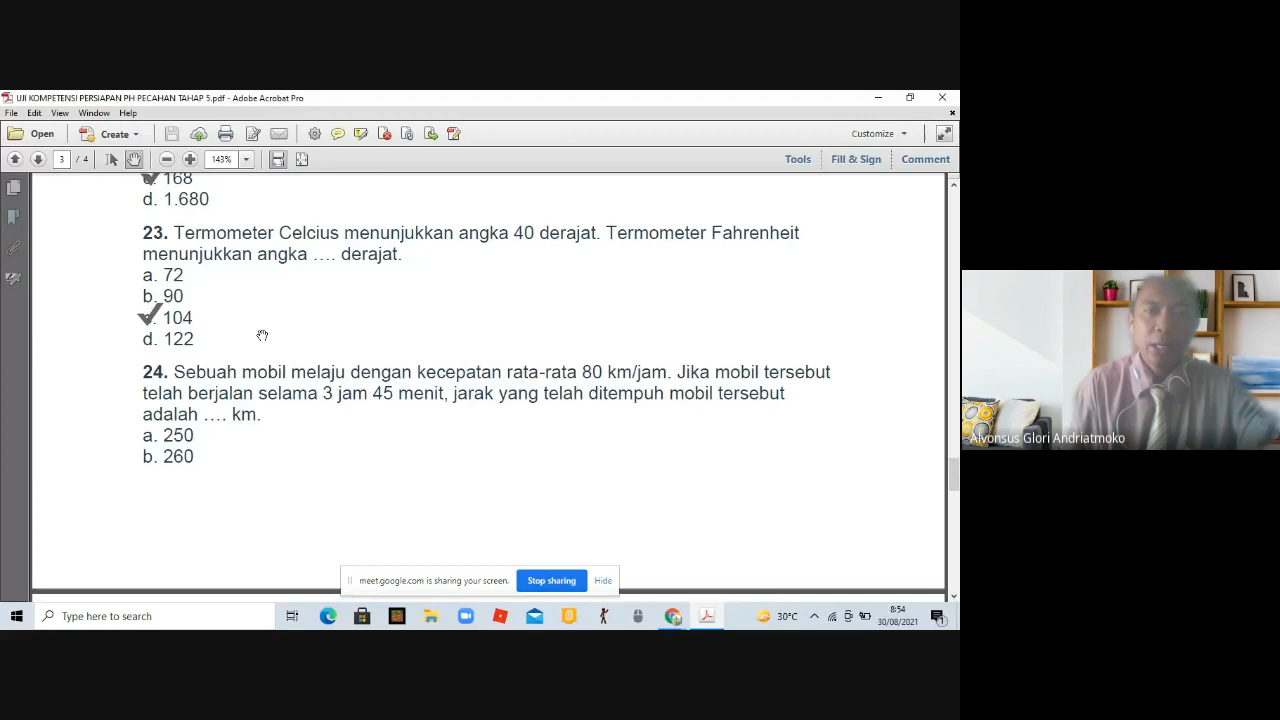 UJI KOMPETENSI PERSIAPAN PH PECAHAN TAHAP 5.pdf - Adobe Acrobat Pro
File Edit View Window Help
Open Create Customize
3 / 4 143% Tools Fill & Sign Comment
168
d. 1.680
23. Termometer Celcius menunjukkan angka 40 derajat. Termometer Fahrenheit
menunjukkan angka .... derajat.
a. 72
b. 90
104
d. 122
24. Sebuah mobil melaju dengan kecepatan rata-rata 80 km/jam. Jika mobil tersebut
telah berjalan selama 3 jam 45 menit, jarak yang telah ditempuh mobil tersebut
adalah .... km.
a. 250
b. 260
Alvonsus Glori Andriatmoko
meet.google.com is sharing your screen. Stop sharing Hide
Type here to search
30°C
8:54
30/08/2021